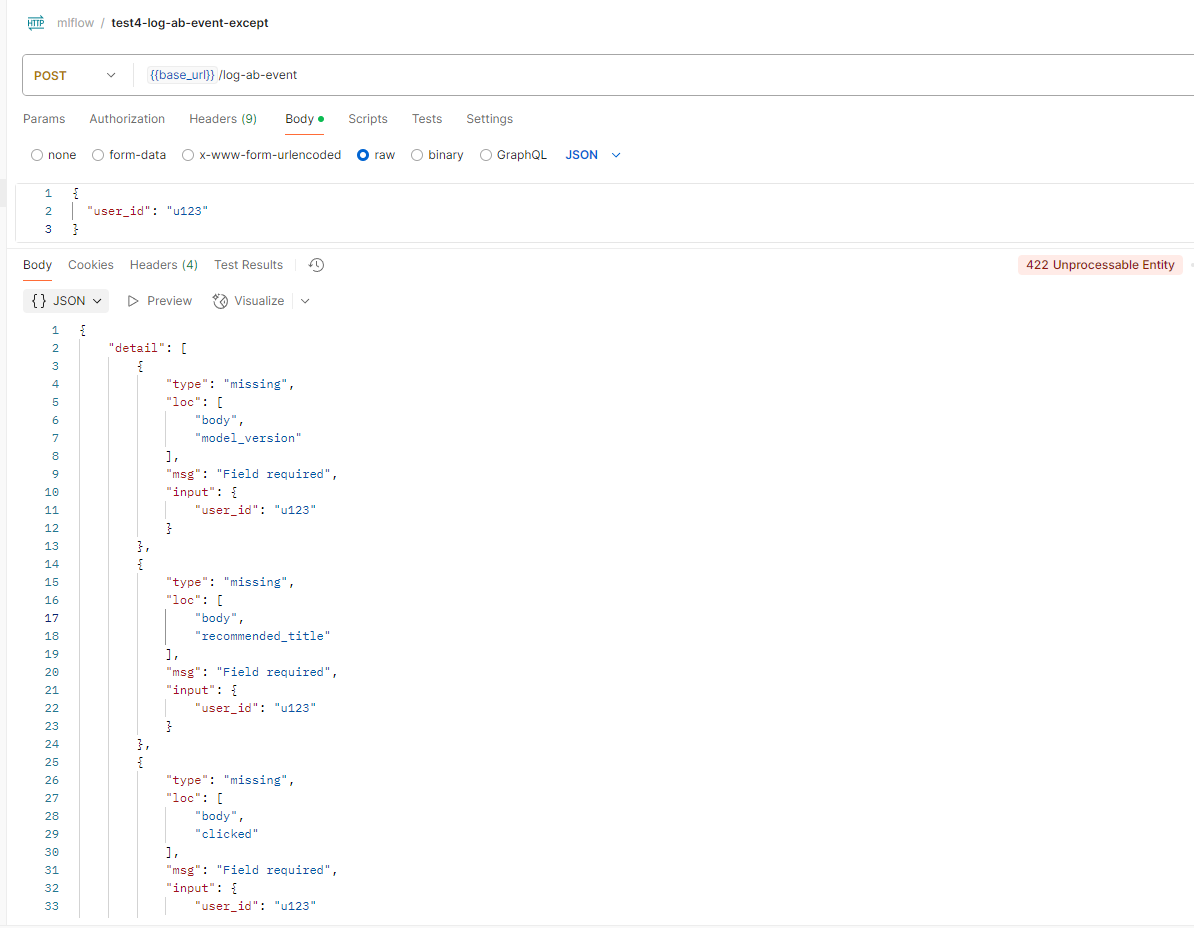 HTTP mlflow / test4-log-ab-event-except
POST {{base_url}} /log-ab-event
Params Authorization Headers (9) Body Scripts Tests Settings
none form-data x-www-form-urlencoded raw binary GraphQL JSON
1 {
2 "user_id": "u123"
3 }
Body Cookies Headers (4) Test Results 422 Unprocessable Entity
{} JSON Preview Visualize
1 {
2 "detail": [
3 {
4 "type": "missing",
5 "loc": [
6 "body",
7 "model_version"
8 ],
9 "msg": "Field required",
10 "input": {
11 "user_id": "u123"
12 }
13 },
14 {
15 "type": "missing",
16 "loc": [
17 "body",
18 "recommended_title"
19 ],
20 "msg": "Field required",
21 "input": {
22 "user_id": "u123"
23 }
24 },
25 {
26 "type": "missing",
27 "loc": [
28 "body",
29 "clicked"
30 ],
31 "msg": "Field required",
32 "input": {
33 "user_id": "u123"